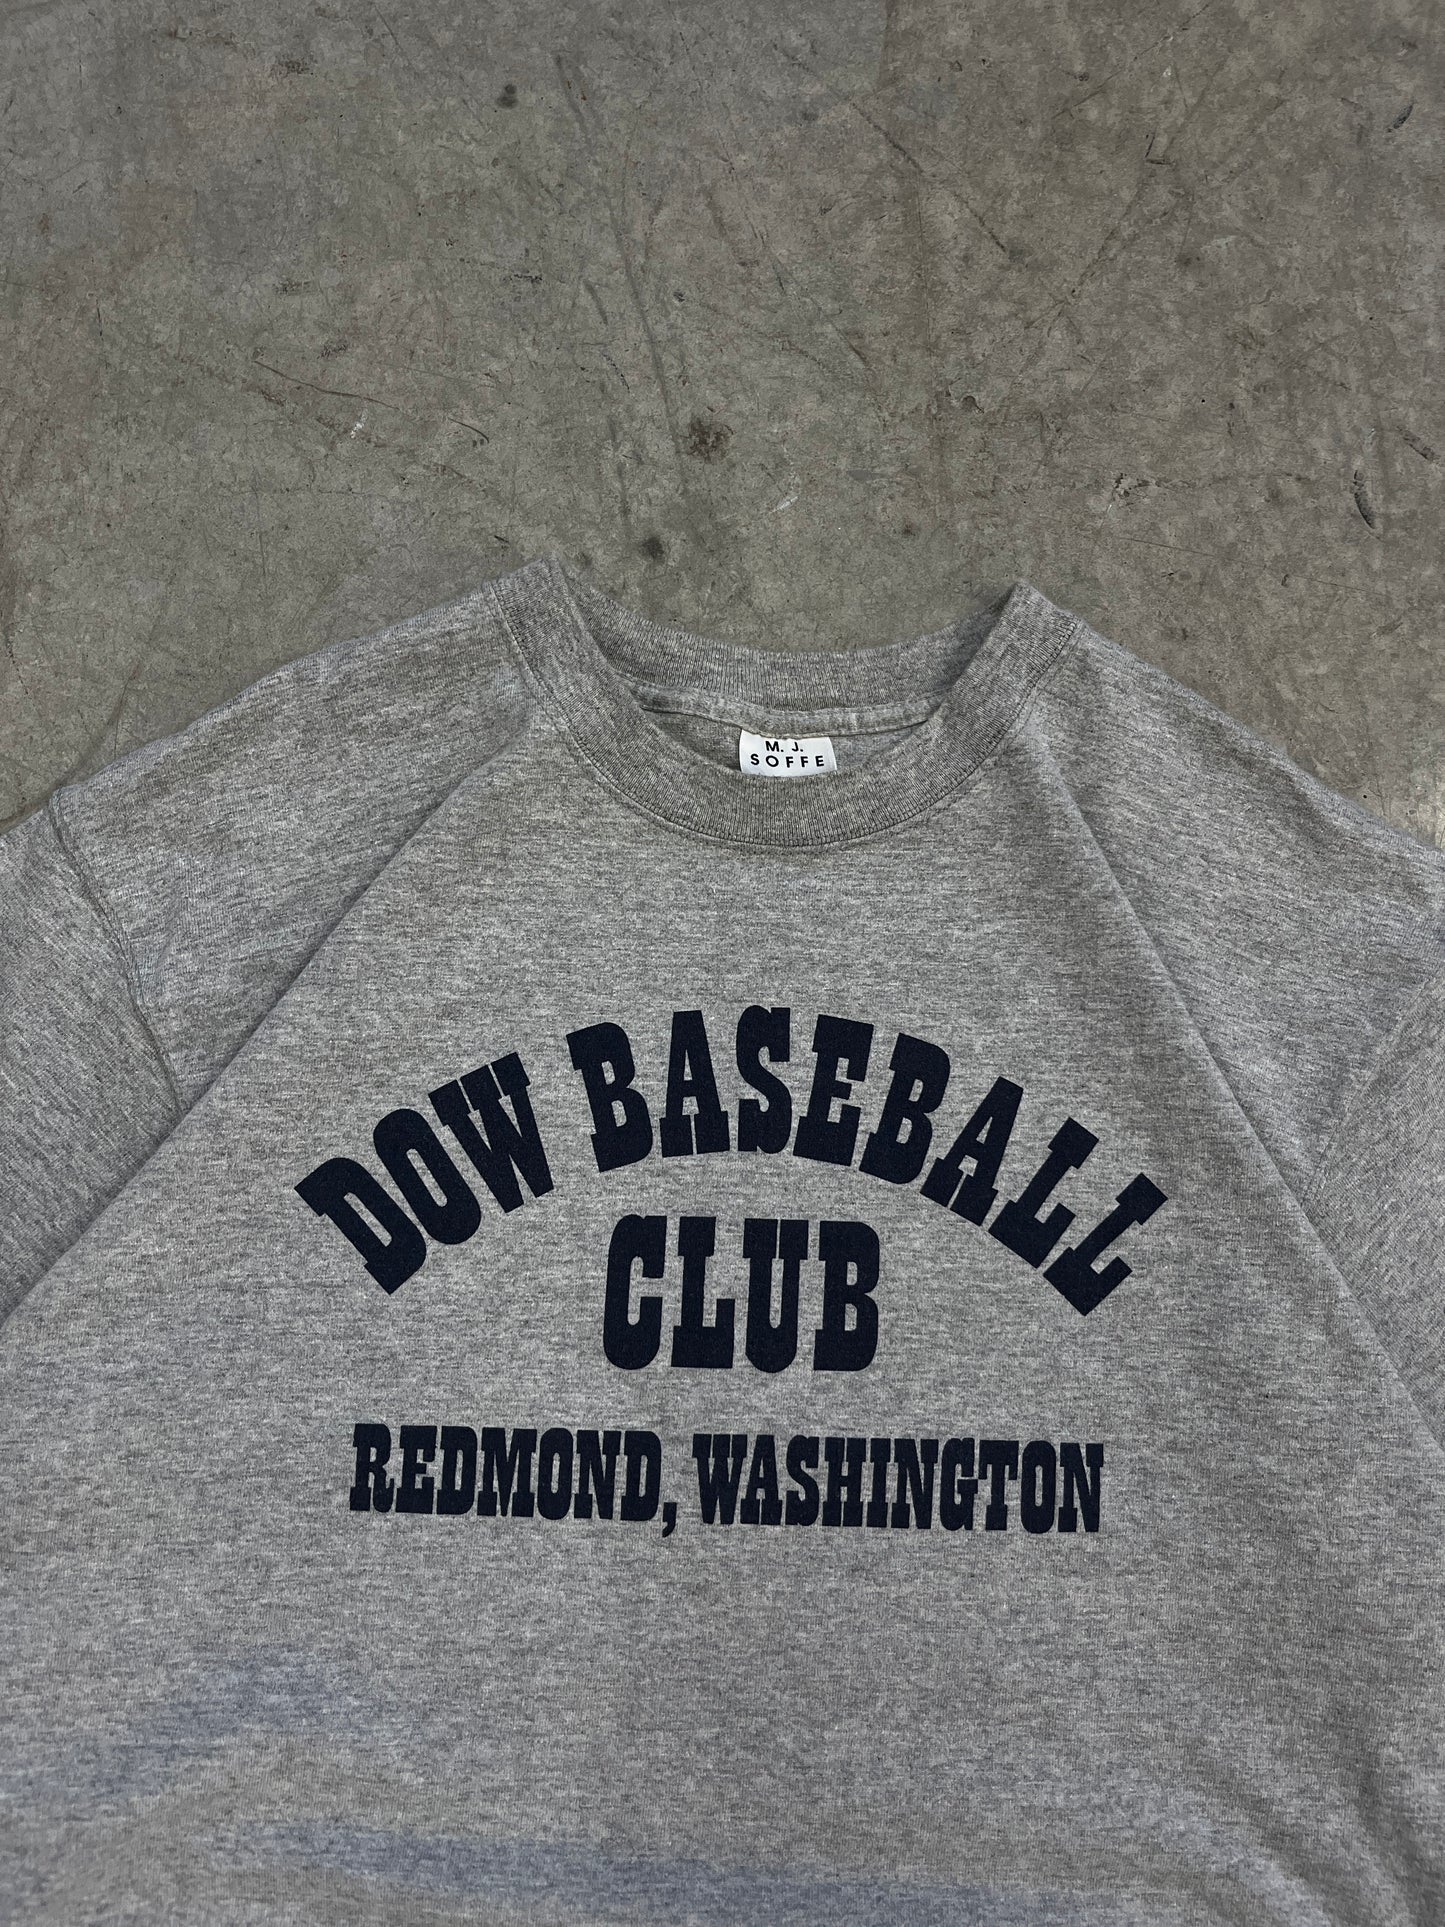 M. J.
SOFFE
DOW BASEBALL
CLUB
REDMOND, WASHINGTON